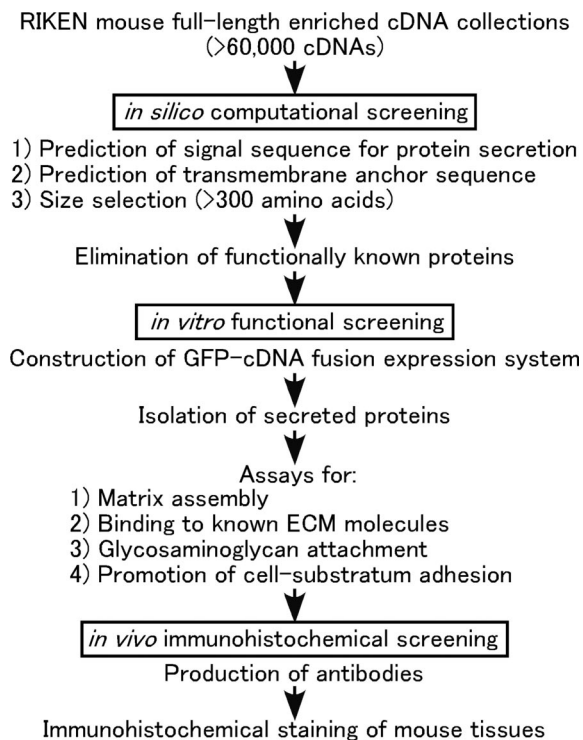 RIKEN mouse full-length enriched cDNA collections
(>60,000 cDNAs)
in silico computational screening
1) Prediction of signal sequence for protein secretion
2) Prediction of transmembrane anchor sequence
3) Size selection (>300 amino acids)
Elimination of functionally known proteins
in vitro functional screening
Construction of GFP-cDNA fusion expression system
Isolation of secreted proteins
Assays for:
1) Matrix assembly
2) Binding to known ECM molecules
3) Glycosaminoglycan attachment
4) Promotion of cell-substratum adhesion
in vivo immunohistochemical screening
Production of antibodies
Immunohistochemical staining of mouse tissues